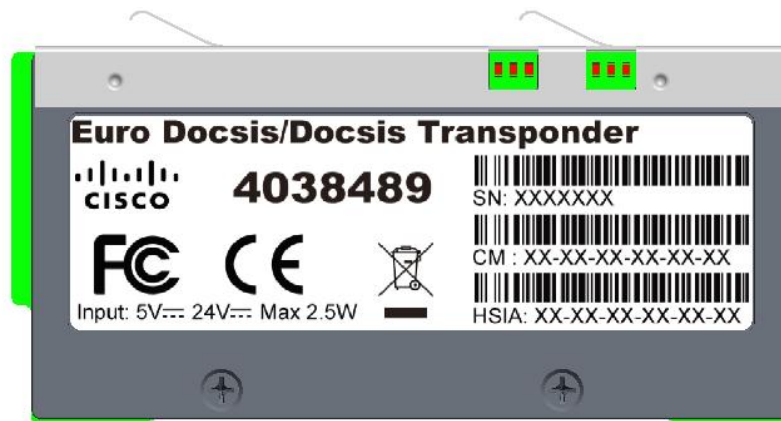 Euro Docsis/Docsis Transponder
CISCO
4038489
SN: XXXXXXX
CM : XX-XX-XX-XX-XX-XX
HSIA: XX-XX-XX-XX-XX-XX
FC CE
Input: 5V⎓ 24V⎓ Max 2.5W